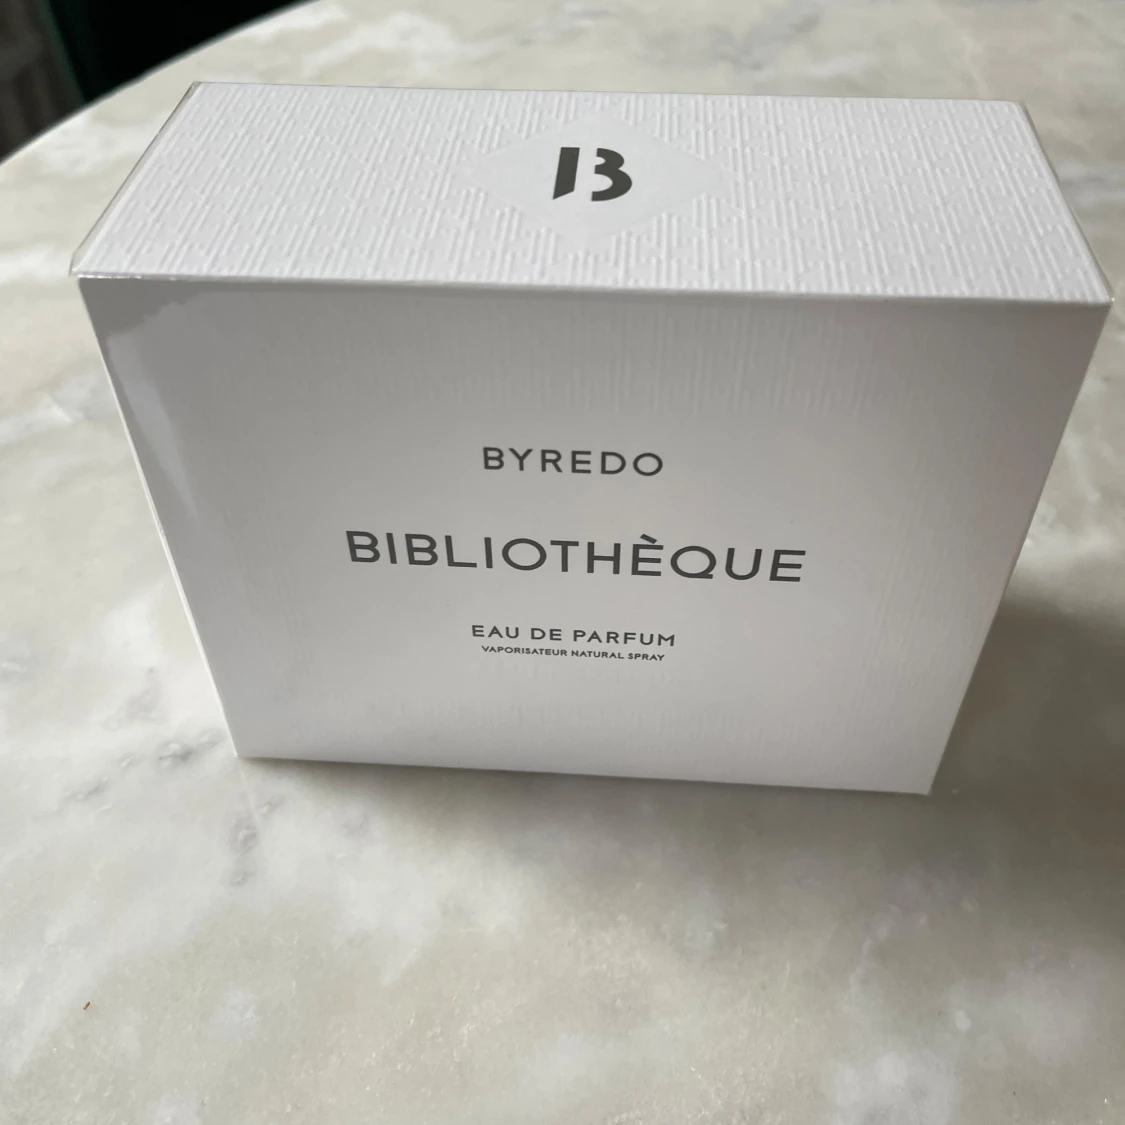 B
BYREDO
BIBLIOTHÈQUE
EAU DE PARFUM
VAPORISATEUR NATURAL SPRAY